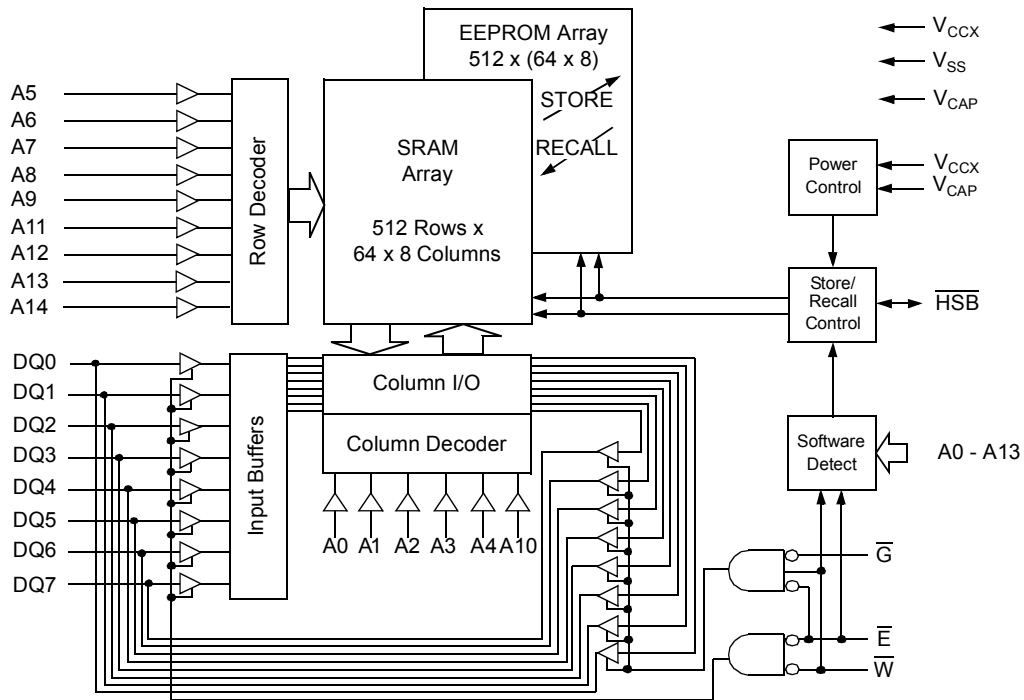 EEPROM Array
512 x (64 x 8)
STORE
RECALL
SRAM
Array
512 Rows x
64 x 8 Columns
A5
A6
A7
A8
A9
A11
A12
A13
A14
Row Decoder
V_CCX
V_SS
V_CAP
Power
Control
V_CCX
V_CAP
Store/
Recall
Control
H̅S̅B̅
Software
Detect
A0 - A13
DQ0
DQ1
DQ2
DQ3
DQ4
DQ5
DQ6
DQ7
Input Buffers
Column I/O
Column Decoder
A0 A1 A2 A3 A4 A10
G̅
E̅
W̅